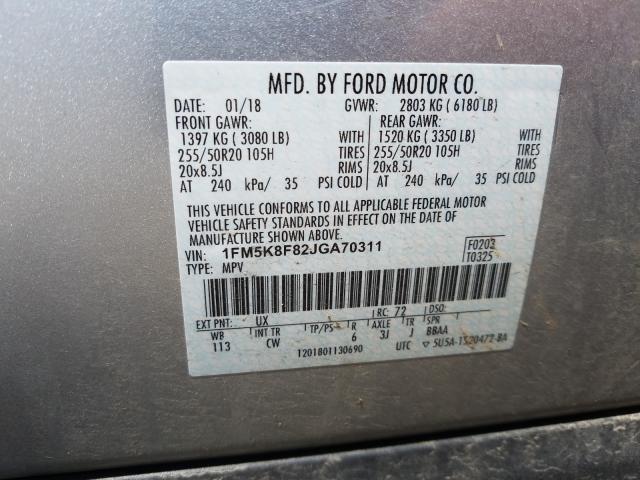 MFD. BY FORD MOTOR CO.
DATE: 01/18 GVWR: 2803 KG ( 6180 LB)
FRONT GAWR: REAR GAWR:
1397 KG ( 3080 LB) WITH 1520 KG ( 3350 LB) WITH
255/50R20 105H TIRES 255/50R20 105H TIRES
20x8.5J RIMS 20x8.5J RIMS
AT 240 kPa/ 35 PSI COLD AT 240 kPa/ 35 PSI COLD
THIS VEHICLE CONFORMS TO ALL APPLICABLE FEDERAL MOTOR
VEHICLE SAFETY STANDARDS IN EFFECT ON THE DATE OF
MANUFACTURE SHOWN ABOVE.
VIN: 1FM5K8F82JGA70311 F0203
TYPE: MPV T0325
EXT PNT: UX RC: 72 DSO:
WB INT TR TP/PS R AXLE TR SPR
113 CW 6 3J J BBAA
1201801130690 UTC ▽ 5U5A-1520472-BA